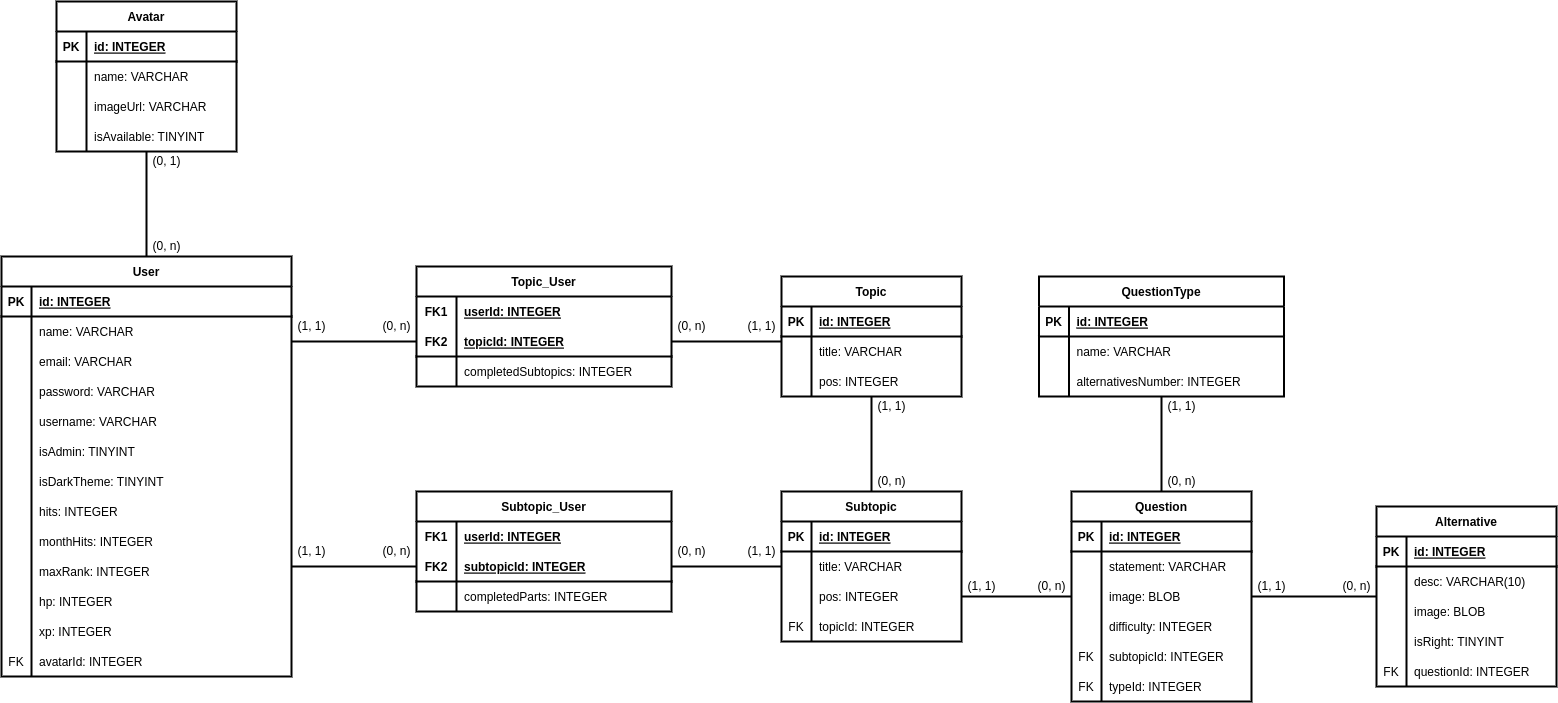 Avatar
PK id: INTEGER
name: VARCHAR
imageUrl: VARCHAR
isAvailable: TINYINT
(0, 1)
(0, n)
User
PK id: INTEGER
name: VARCHAR
email: VARCHAR
password: VARCHAR
username: VARCHAR
isAdmin: TINYINT
isDarkTheme: TINYINT
hits: INTEGER
monthHits: INTEGER
maxRank: INTEGER
hp: INTEGER
xp: INTEGER
FK avatarId: INTEGER
(1, 1) (0, n)
Topic_User
FK1 userId: INTEGER
FK2 topicId: INTEGER
completedSubtopics: INTEGER
(0, n) (1, 1)
Topic
PK id: INTEGER
title: VARCHAR
pos: INTEGER
(1, 1)
(0, n)
QuestionType
PK id: INTEGER
name: VARCHAR
alternativesNumber: INTEGER
(1, 1)
(0, n)
(1, 1) (0, n)
Subtopic_User
FK1 userId: INTEGER
FK2 subtopicId: INTEGER
completedParts: INTEGER
(0, n) (1, 1)
Subtopic
PK id: INTEGER
title: VARCHAR
pos: INTEGER
FK topicId: INTEGER
(1, 1) (0, n)
Question
PK id: INTEGER
statement: VARCHAR
image: BLOB
difficulty: INTEGER
FK subtopicId: INTEGER
FK typeId: INTEGER
(1, 1) (0, n)
Alternative
PK id: INTEGER
desc: VARCHAR(10)
image: BLOB
isRight: TINYINT
FK questionId: INTEGER